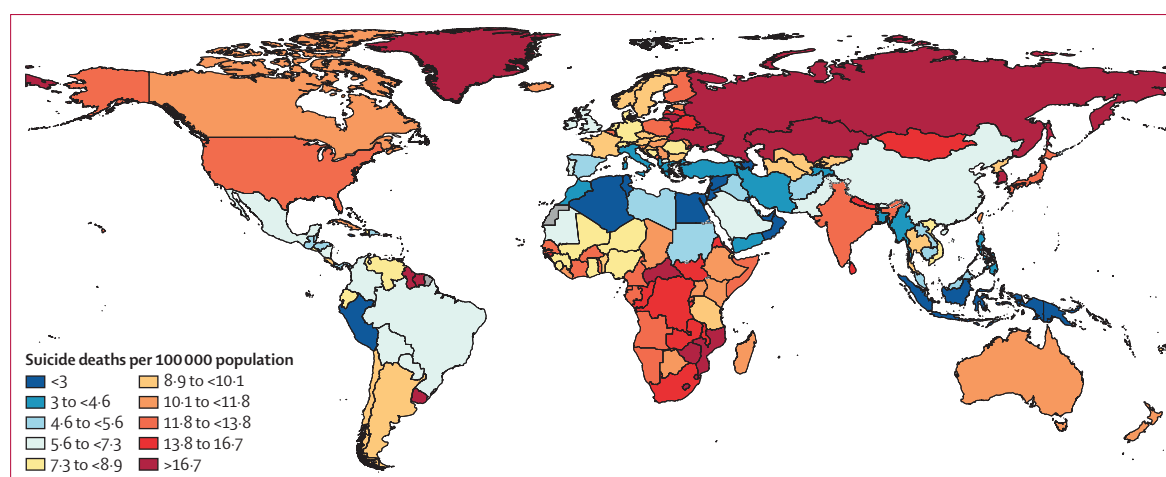 Suicide deaths per 100 000 population
<3
3 to <4·6
4·6 to <5·6
5·6 to <7·3
7·3 to <8·9
8·9 to <10·1
10·1 to <11·8
11·8 to <13·8
13·8 to 16·7
>16·7